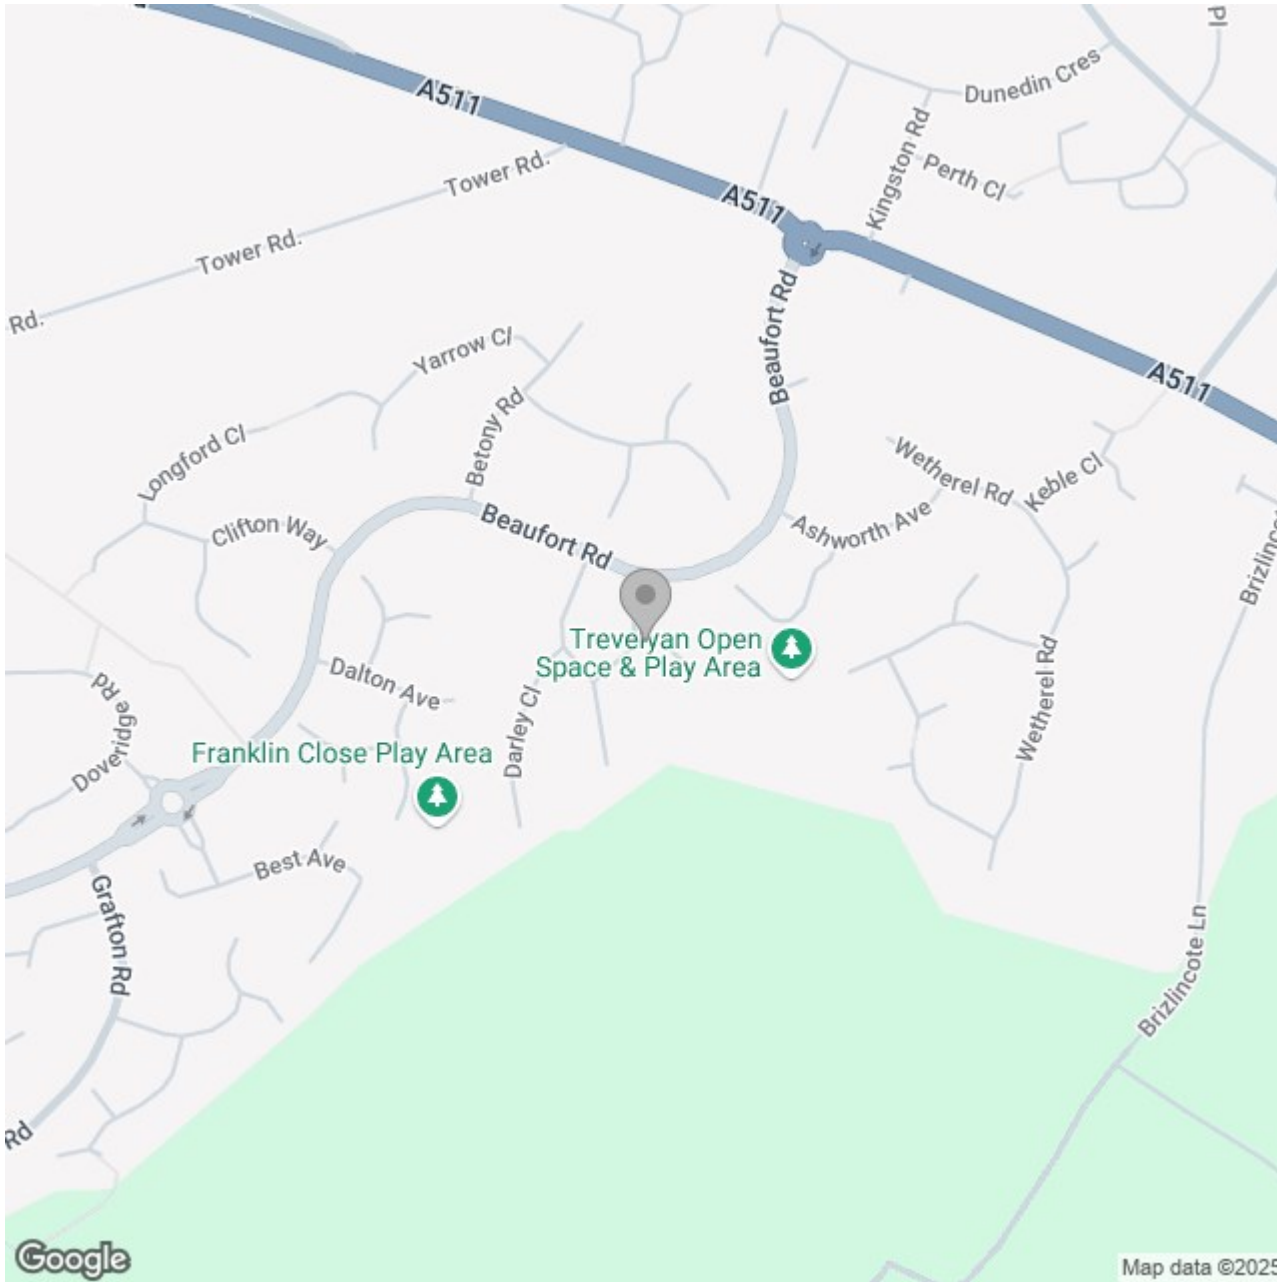 Pl
A511
Dunedin Cres
Kingston Rd
Perth Cl
Tower Rd.
A511
Tower Rd.
Rd.
Beaufort Rd
Yarrow Cl
A511
Betony Rd
Longford Cl
Wetherel Rd
Keble Cl
Clifton Way
Beaufort Rd
Ashworth Ave
Brizlincote
Trevelyan Open
Space & Play Area
Dalton Ave
Doveridge Rd
Darley Cl
Wetherel Rd
Franklin Close Play Area
Best Ave
Grafton Rd
Brizlincote Ln
Rd
Google
Map data ©2025